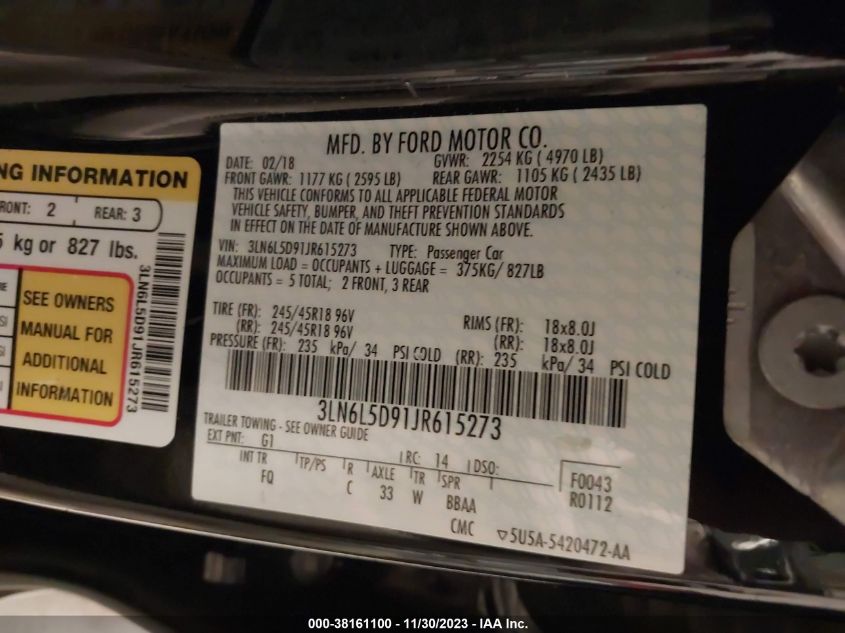 NG INFORMATION
RONT: 2 REAR: 3
5 kg or 827 lbs.
SEE OWNERS
MANUAL FOR
ADDITIONAL
INFORMATION
3LN6L5D91JR615273
MFD. BY FORD MOTOR CO.
DATE: 02/18 GVWR: 2254 KG ( 4970 LB)
FRONT GAWR: 1177 KG ( 2595 LB) REAR GAWR: 1105 KG ( 2435 LB)
THIS VEHICLE CONFORMS TO ALL APPLICABLE FEDERAL MOTOR
VEHICLE SAFETY, BUMPER, AND THEFT PREVENTION STANDARDS
IN EFFECT ON THE DATE OF MANUFACTURE SHOWN ABOVE.
VIN: 3LN6L5D91JR615273 TYPE: Passenger Car
MAXIMUM LOAD = OCCUPANTS + LUGGAGE = 375KG/ 827LB
OCCUPANTS = 5 TOTAL; 2 FRONT, 3 REAR
TIRE (FR): 245/45R18 96V RIMS (FR): 18x8.0J
(RR): 245/45R18 96V (RR): 18x8.0J
PRESSURE (FR): 235 kPa/ 34 PSI COLD (RR): 235 kPa/ 34 PSI COLD
3LN6L5D91JR615273
TRAILER TOWING - SEE OWNER GUIDE
EXT PNT: G1 RC: 14 DSO: F0043
INT TR TP/PS R AXLE TR SPR R0112
FQ C 33 W BBAA
CMC 5U5A-5420472-AA
000-38161100 - 11/30/2023 - IAA Inc.